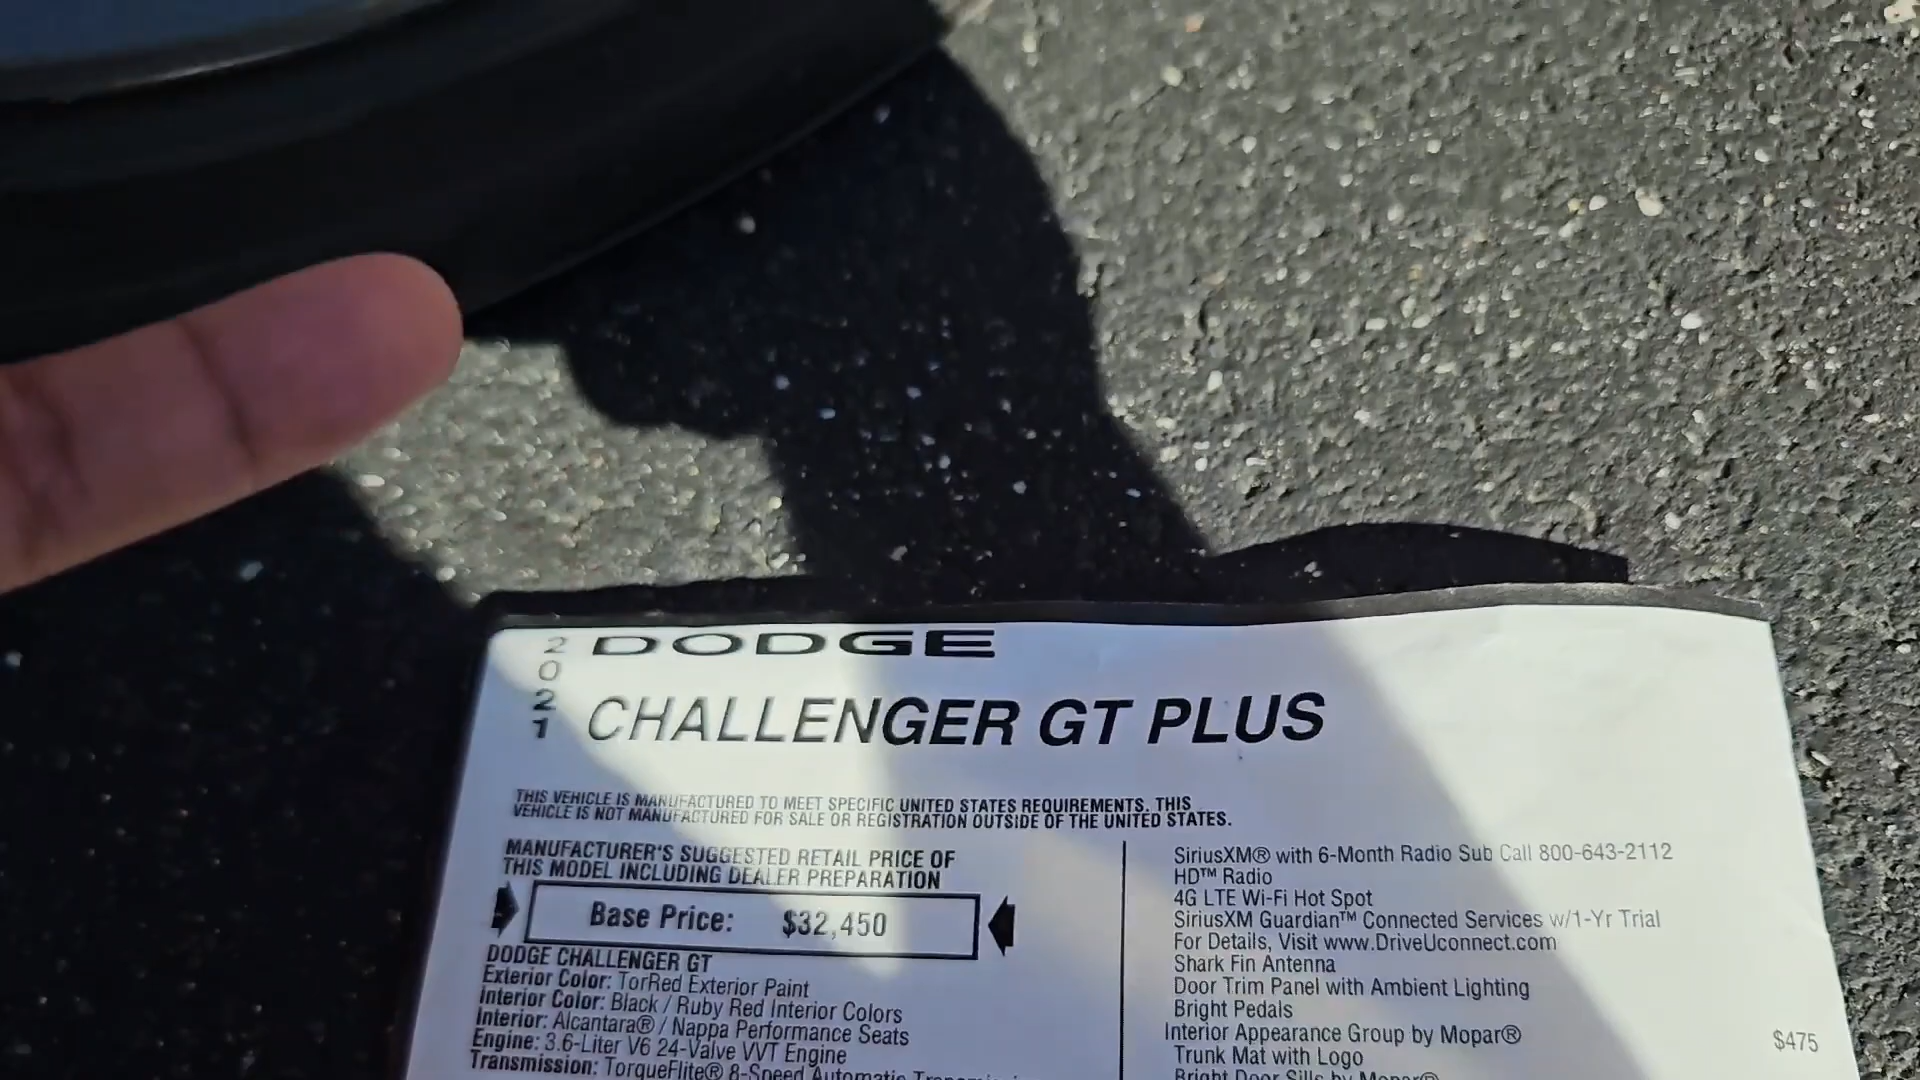 2021
DODGE
CHALLENGER GT PLUS
THIS VEHICLE IS MANUFACTURED TO MEET SPECIFIC UNITED STATES REQUIREMENTS. THIS
VEHICLE IS NOT MANUFACTURED FOR SALE OR REGISTRATION OUTSIDE OF THE UNITED STATES.
MANUFACTURER'S SUGGESTED RETAIL PRICE OF
THIS MODEL INCLUDING DEALER PREPARATION
Base Price: $32,450
DODGE CHALLENGER GT
Exterior Color: TorRed Exterior Paint
Interior Color: Black / Ruby Red Interior Colors
Interior: Alcantara® / Nappa Performance Seats
Engine: 3.6-Liter V6 24-Valve VVT Engine
Transmission: TorqueFlite® 8-Speed Automatic
SiriusXM® with 6-Month Radio Sub Call 800-643-2112
HD™ Radio
4G LTE Wi-Fi Hot Spot
SiriusXM Guardian™ Connected Services w/1-Yr Trial
For Details, Visit www.DriveUconnect.com
Shark Fin Antenna
Door Trim Panel with Ambient Lighting
Bright Pedals
Interior Appearance Group by Mopar® $475
Trunk Mat with Logo
Bright Door Sills by Mopar®